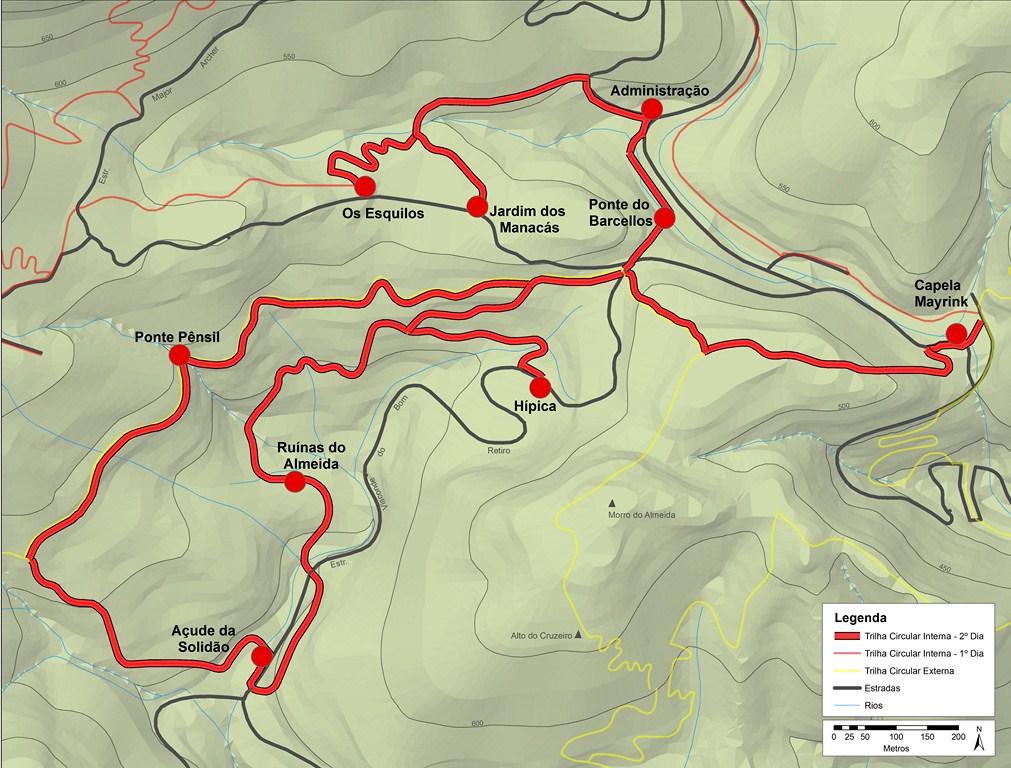 650
550
Archer
Major
600
Estr.
Administração
600
550
Os Esquilos
Jardim dos
Manacás
Ponte do
Barcellos
Capela
Mayrink
Ponte Pênsil
Hípica
500
Bom
Retiro
do
Visconde
Estr.
Ruínas do
Almeida
Morro do Almeida
450
Alto do Cruzeiro
Açude da
Solidão
600
Legenda
Trilha Circular Interna - 2º Dia
Trilha Circular Interna - 1º Dia
Trilha Circular Externa
Estradas
Rios
0 25 50 100 150 200
Metros
N